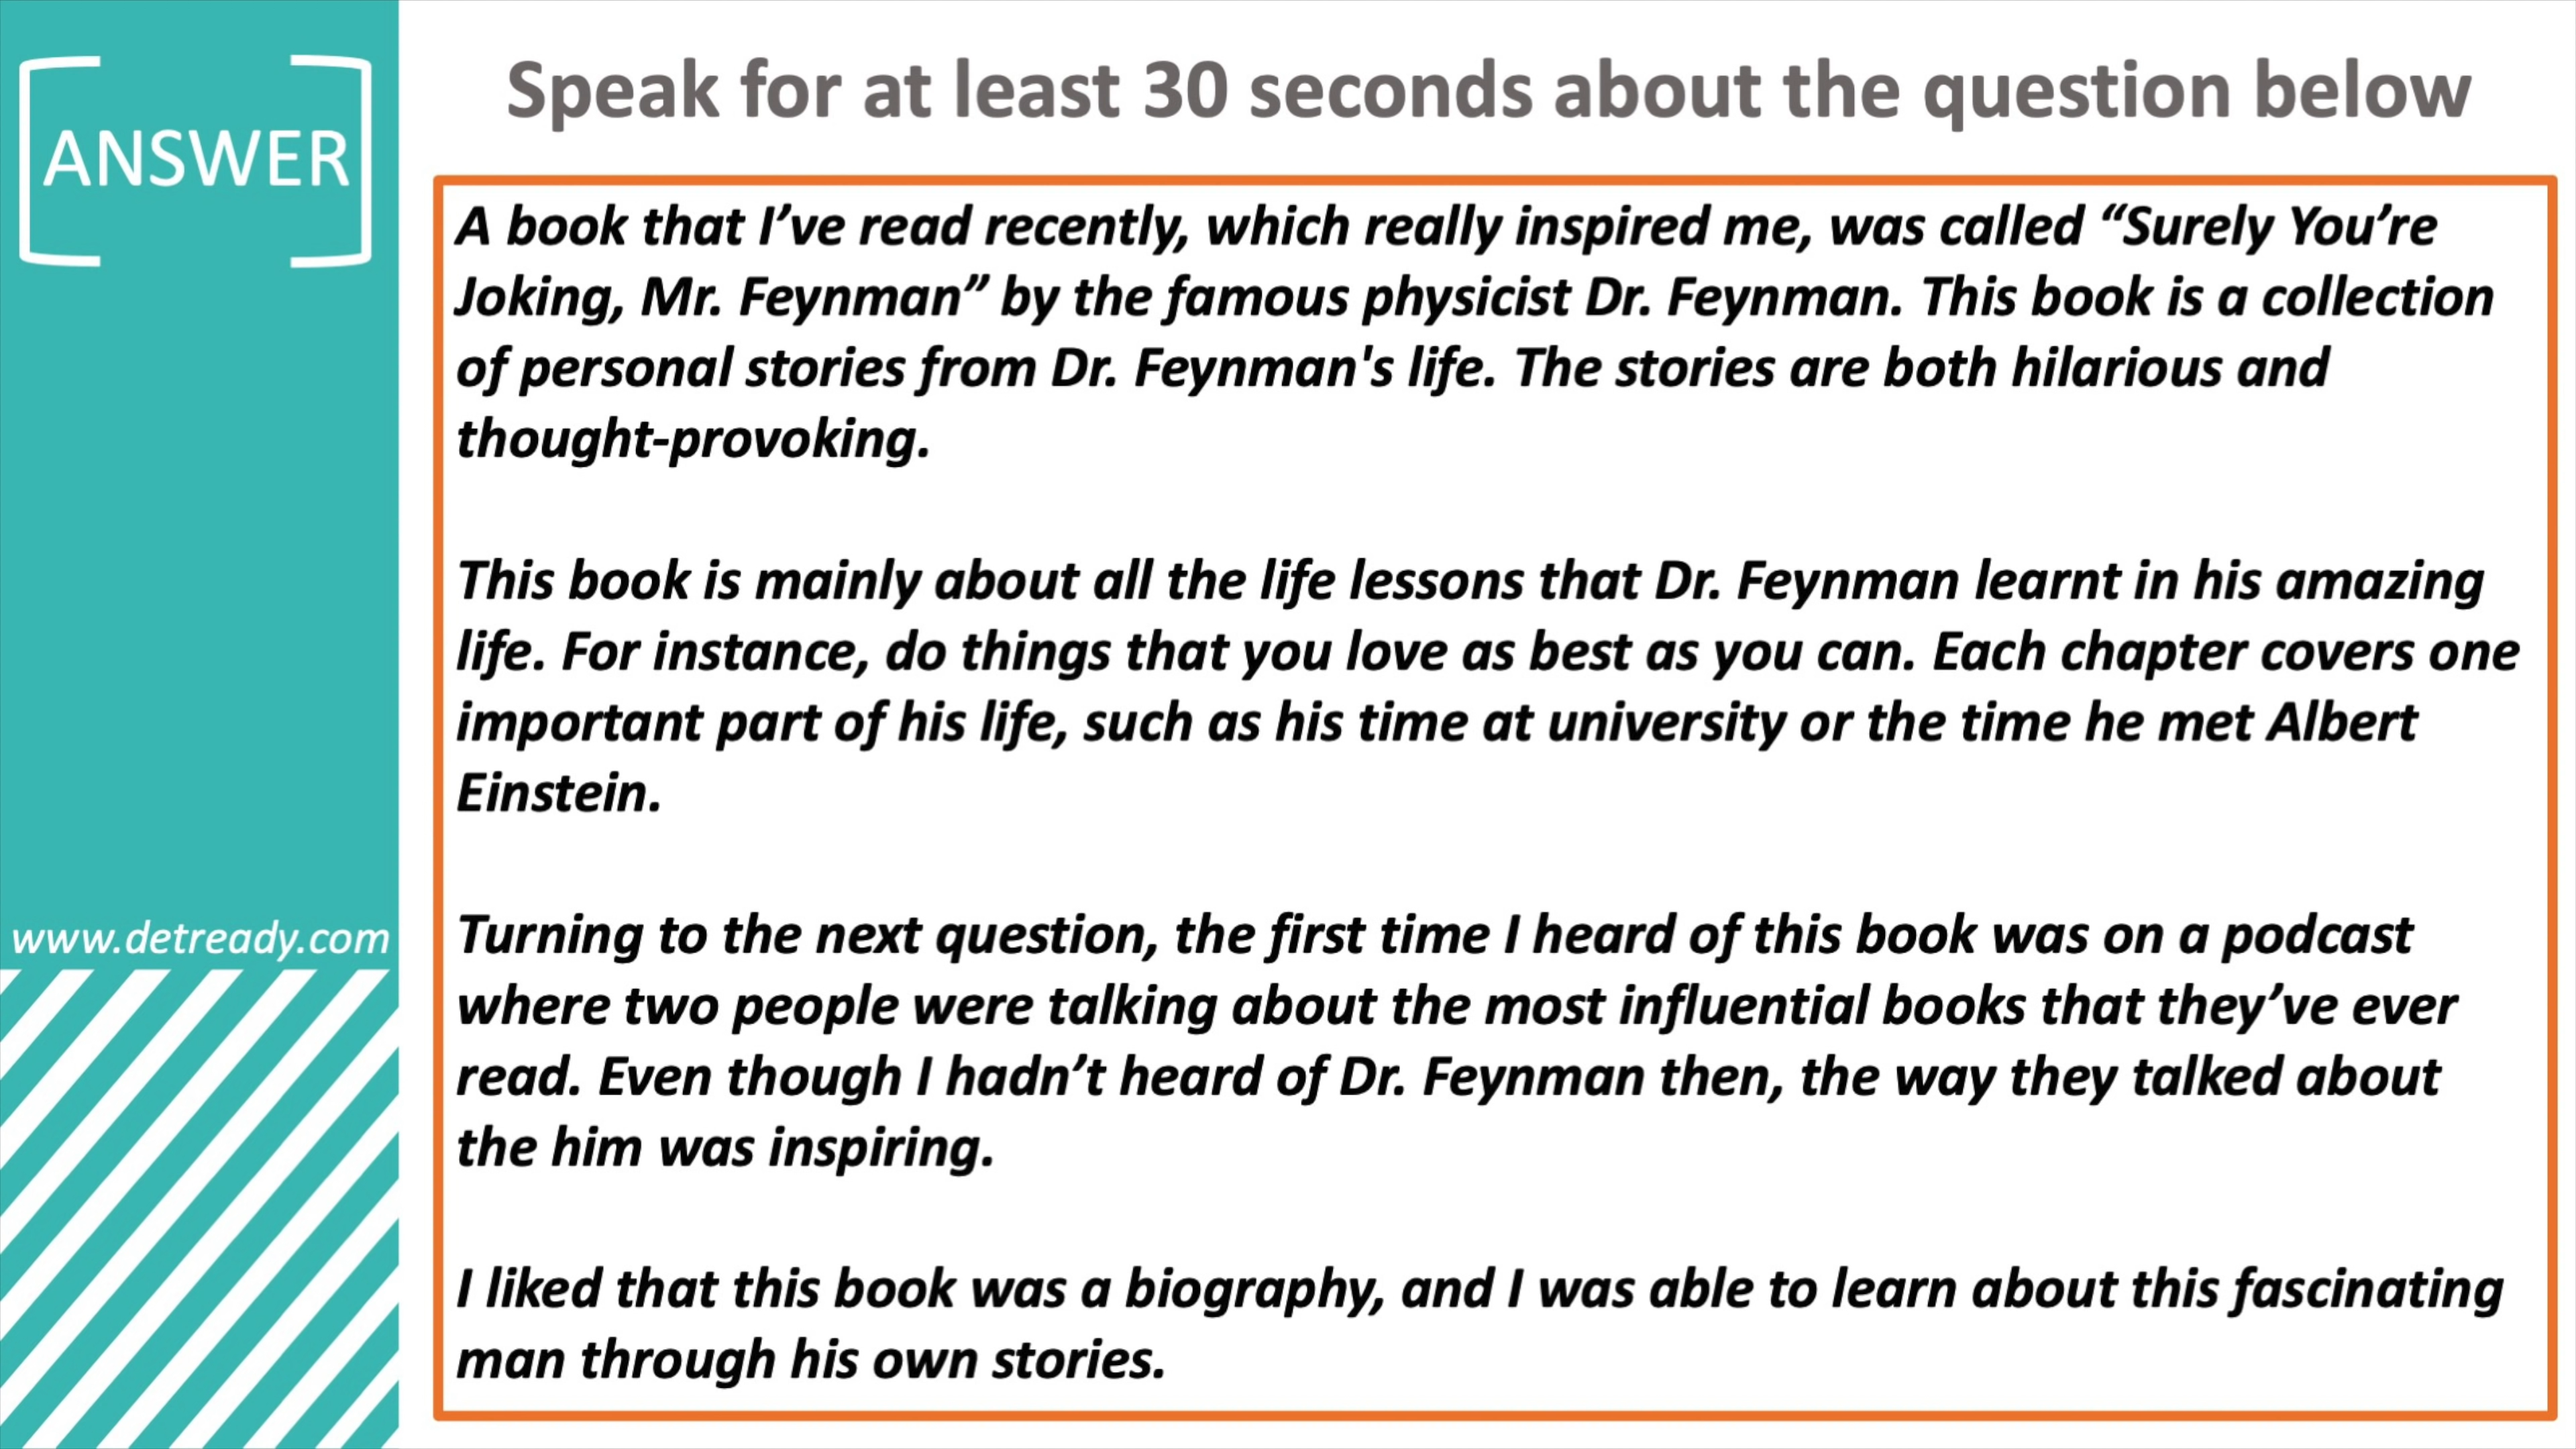 ANSWER
www.detready.com
Speak for at least 30 seconds about the question below
A book that I’ve read recently, which really inspired me, was called “Surely You’re
Joking, Mr. Feynman” by the famous physicist Dr. Feynman. This book is a collection
of personal stories from Dr. Feynman's life. The stories are both hilarious and
thought-provoking.
This book is mainly about all the life lessons that Dr. Feynman learnt in his amazing
life. For instance, do things that you love as best as you can. Each chapter covers one
important part of his life, such as his time at university or the time he met Albert
Einstein.
Turning to the next question, the first time I heard of this book was on a podcast
where two people were talking about the most influential books that they’ve ever
read. Even though I hadn’t heard of Dr. Feynman then, the way they talked about
the him was inspiring.
I liked that this book was a biography, and I was able to learn about this fascinating
man through his own stories.